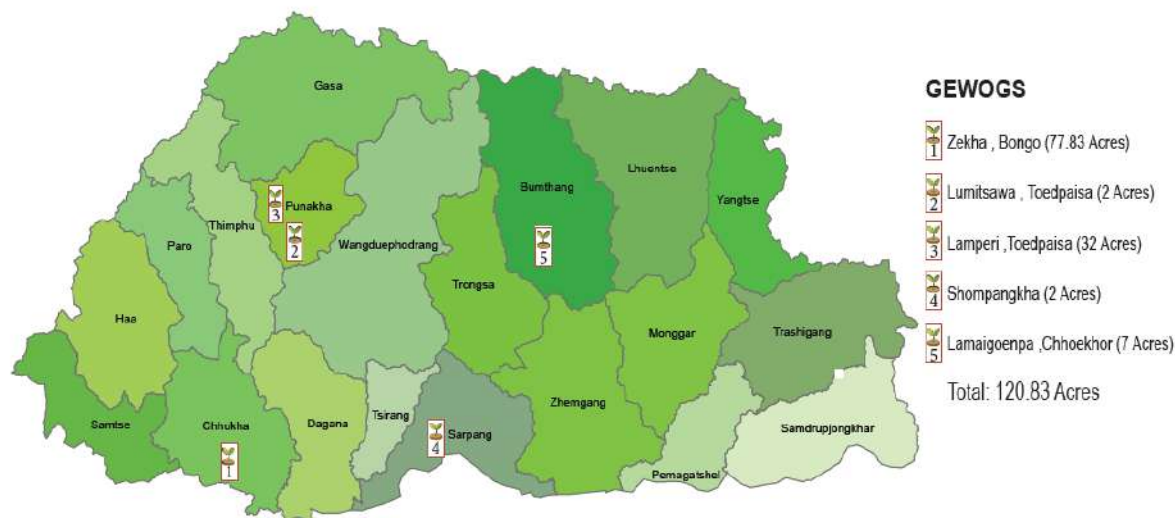 Gasa
Bumthang
Lhuentse
Yangtse
Punakha
3
2
Thimphu
Paro
Wangduephodrang
5
Trongsa
Haa
Monggar
Trashigang
Zhemgang
Tsirang
Dagana
Sarpang
4
Samtse
Chhukha
1
Samdrupjongkhar
Pemagatshel
GEWOGS
1 Zekha , Bongo (77.83 Acres)
2 Lumitsawa , Toedpaisa (2 Acres)
3 Lamperi ,Toedpaisa (32 Acres)
4 Shompangkha (2 Acres)
5 Lamaigoenpa ,Chhoekhor (7 Acres)
Total: 120.83 Acres